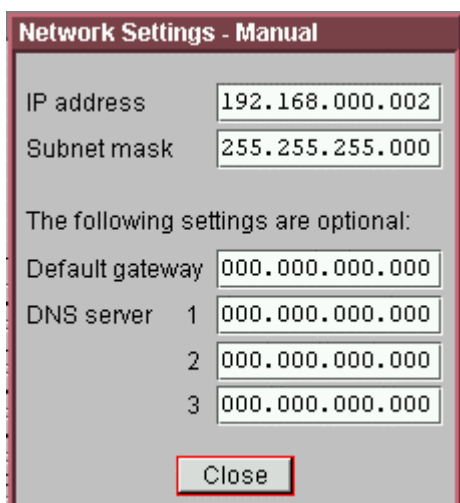 Network Settings - Manual
IP address 192.168.000.002
Subnet mask 255.255.255.000
The following settings are optional:
Default gateway 000.000.000.000
DNS server 1 000.000.000.000
2 000.000.000.000
3 000.000.000.000
Close